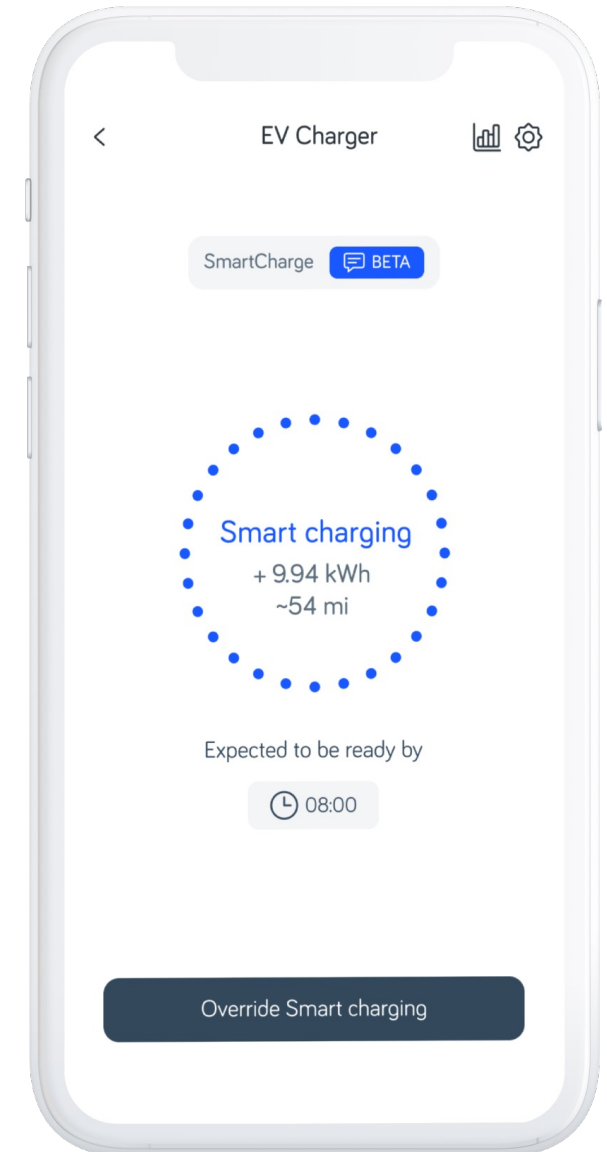 EV Charger
SmartCharge BETA
Smart charging
+ 9.94 kWh
~54 mi
Expected to be ready by
08:00
Override Smart charging